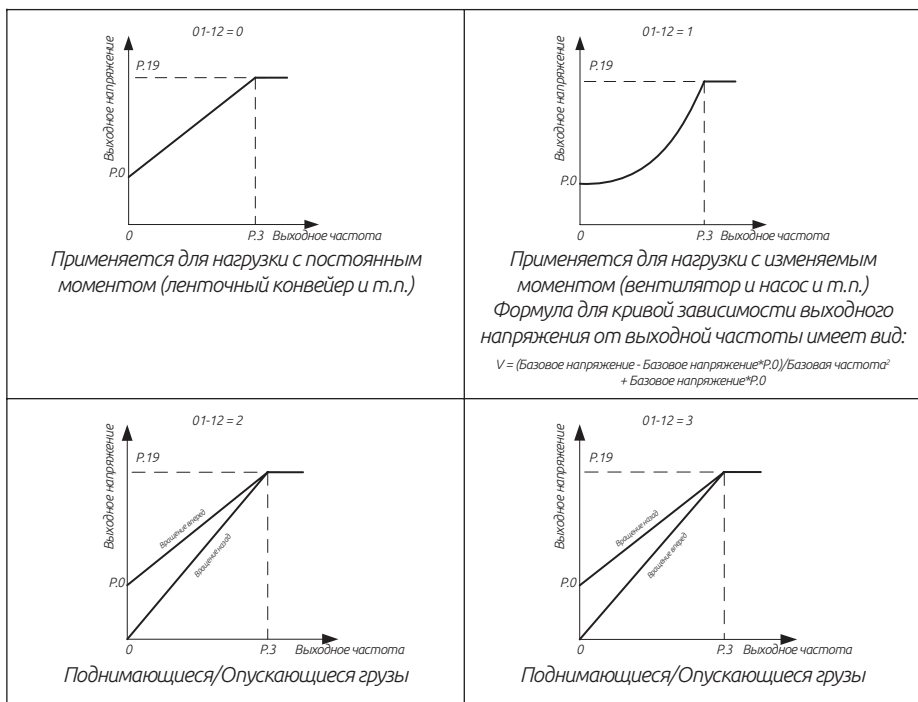 01-12 = 0
Выходное напряжение
P.19
P.0
0
P.3
Выходное частота
Применяется для нагрузки с постоянным
моментом (ленточный конвейер и т.п.)
01-12 = 1
Выходное напряжение
P.19
P.0
0
P.3
Выходное частота
Применяется для нагрузки с изменяемым
моментом (вентилятор и насос и т.п.)
Формула для кривой зависимости выходного
напряжения от выходной частоты имеет вид:
V = (Базовое напряжение - Базовое напряжение*P.0)/Базовая частота²
+ Базовое напряжение*P.0
01-12 = 2
Выходное напряжение
P.19
Вращение вперед
Вращение назад
P.0
0
P.3
Выходное частота
Поднимающиеся/Опускающиеся грузы
01-12 = 3
Выходное напряжение
P.19
Вращение назад
Вращение вперед
P.0
0
P.3
Выходное частота
Поднимающиеся/Опускающиеся грузы